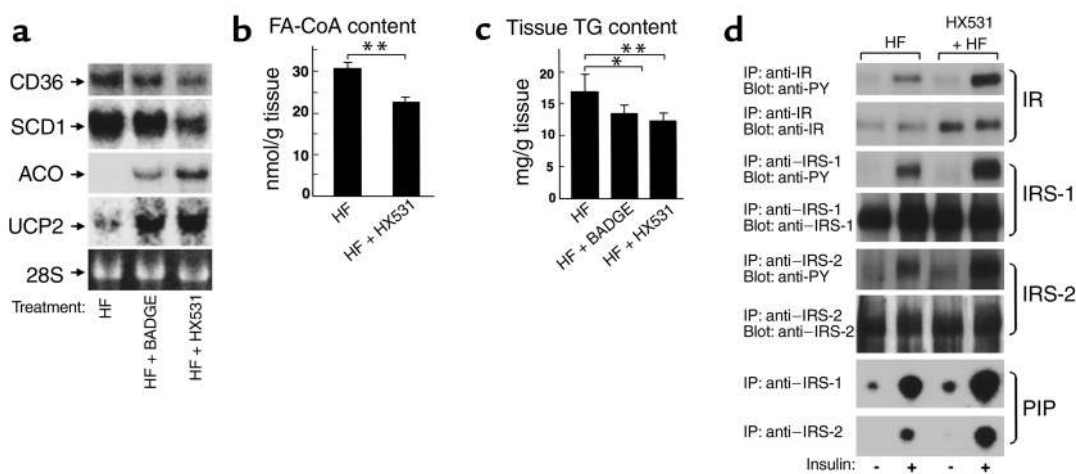 a
CD36
SCD1
ACO
UCP2
28S
Treatment:
HF
HF + BADGE
HF + HX531
b
FA-CoA content
**
nmol/g tissue
30
20
10
0
HF
HF + HX531
c
Tissue TG content
**
*
mg/g tissue
20
15
10
5
0
HF
HF + BADGE
HF + HX531
d
HF
HX531
+ HF
IP: anti-IR
Blot: anti-PY
IP: anti-IR
Blot: anti-IR
IR
IP: anti–IRS-1
Blot: anti-PY
IP: anti–IRS-1
Blot: anti–IRS-1
IRS-1
IP: anti–IRS-2
Blot: anti-PY
IP: anti–IRS-2
Blot: anti–IRS-2
IRS-2
IP: anti–IRS-1
IP: anti–IRS-2
PIP
Insulin: - + - +